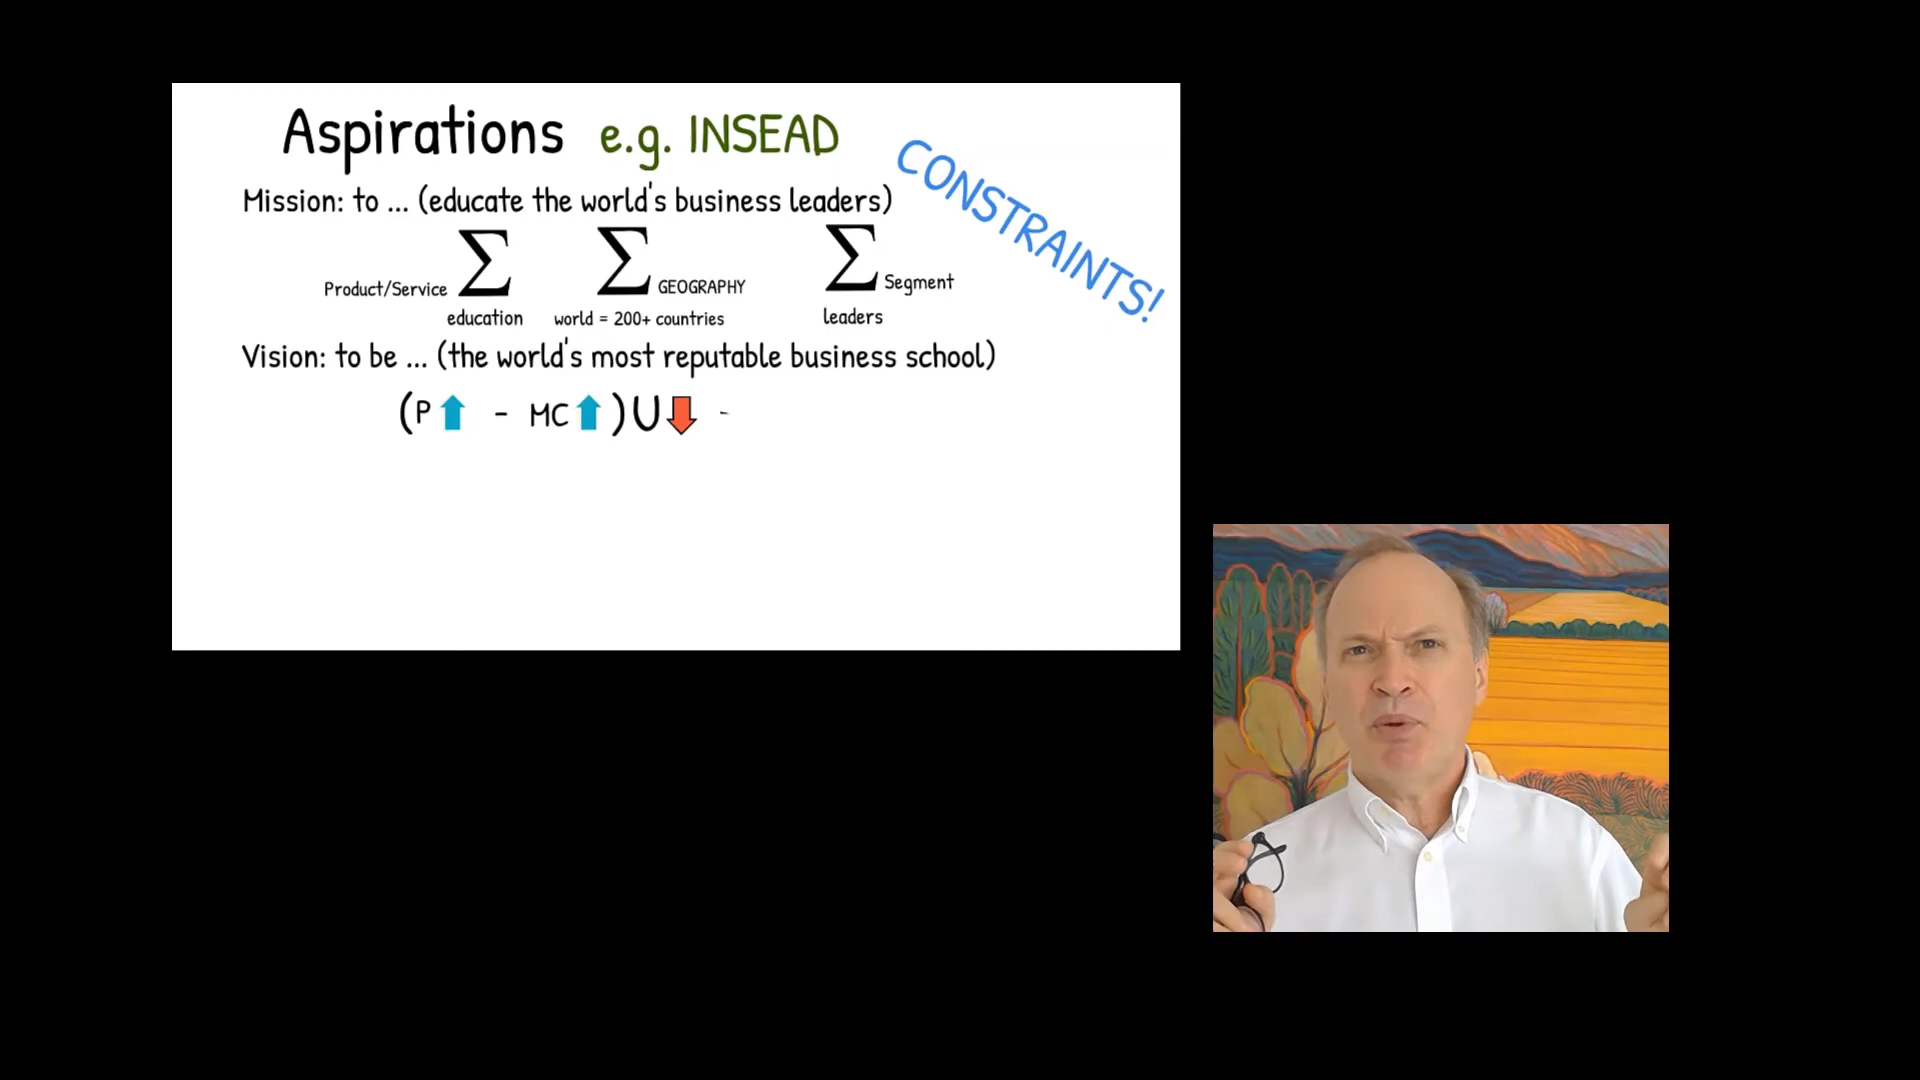 Aspirations e.g. INSEAD
CONSTRAINTS!
Mission: to ... (educate the world's business leaders)
Product/Service Σ Σ GEOGRAPHY Σ Segment
education world = 200+ countries leaders
Vision: to be ... (the world's most reputable business school)
(P - MC ) U -